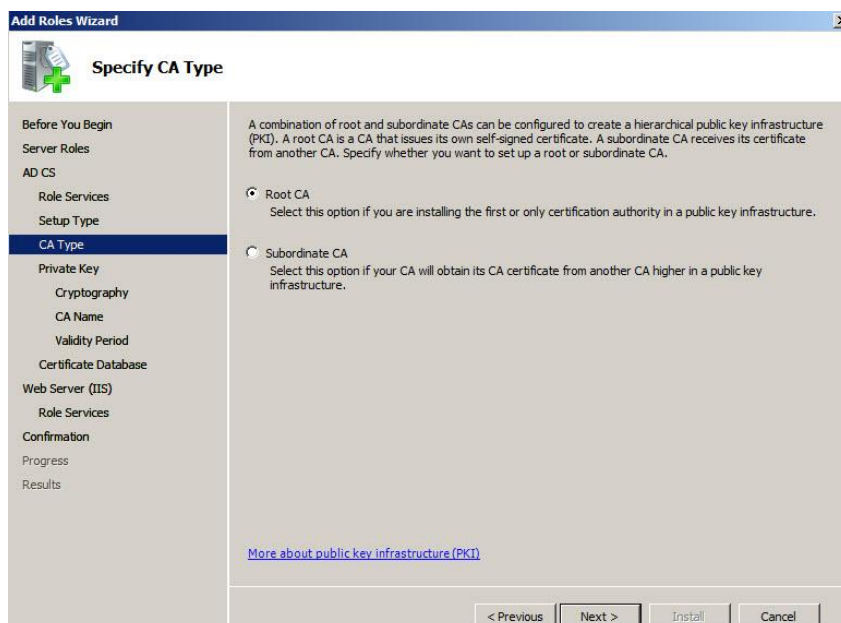 Add Roles Wizard
Specify CA Type
Before You Begin
Server Roles
AD CS
Role Services
Setup Type
CA Type
Private Key
Cryptography
CA Name
Validity Period
Certificate Database
Web Server (IIS)
Role Services
Confirmation
Progress
Results
A combination of root and subordinate CAs can be configured to create a hierarchical public key infrastructure
(PKI). A root CA is a CA that issues its own self-signed certificate. A subordinate CA receives its certificate
from another CA. Specify whether you want to set up a root or subordinate CA.
Root CA
Select this option if you are installing the first or only certification authority in a public key infrastructure.
Subordinate CA
Select this option if your CA will obtain its CA certificate from another CA higher in a public key
infrastructure.
More about public key infrastructure (PKI)
< Previous
Next >
Install
Cancel